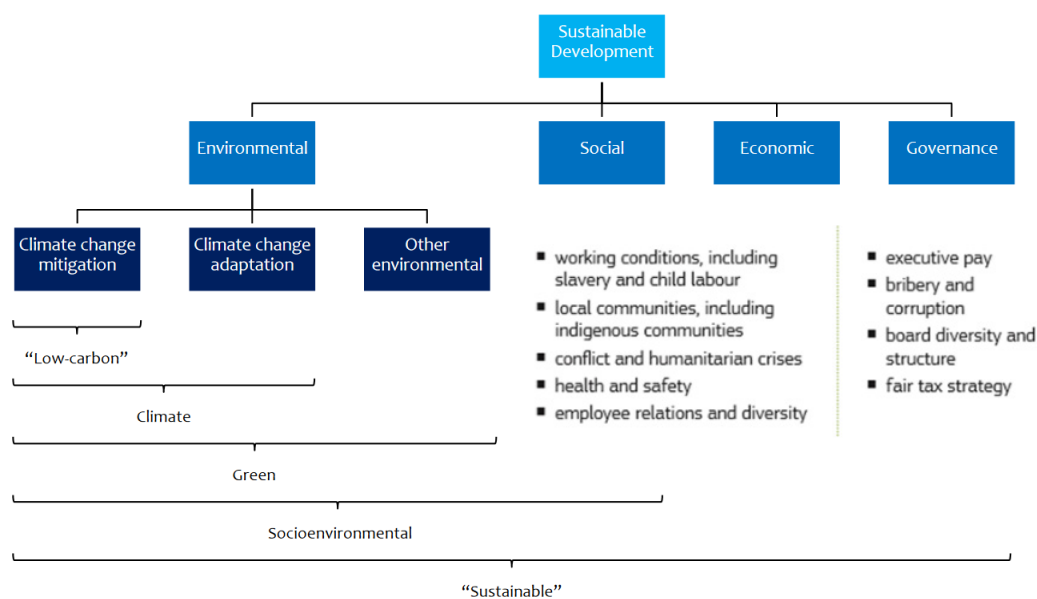 Sustainable
Development
Environmental
Social
Economic
Governance
Climate change
mitigation
Climate change
adaptation
Other
environmental
▪ working conditions, including
slavery and child labour
▪ local communities, including
indigenous communities
▪ conflict and humanitarian crises
▪ health and safety
▪ employee relations and diversity
▪ executive pay
▪ bribery and
corruption
▪ board diversity and
structure
▪ fair tax strategy
“Low-carbon”
Climate
Green
Socioenvironmental
“Sustainable”